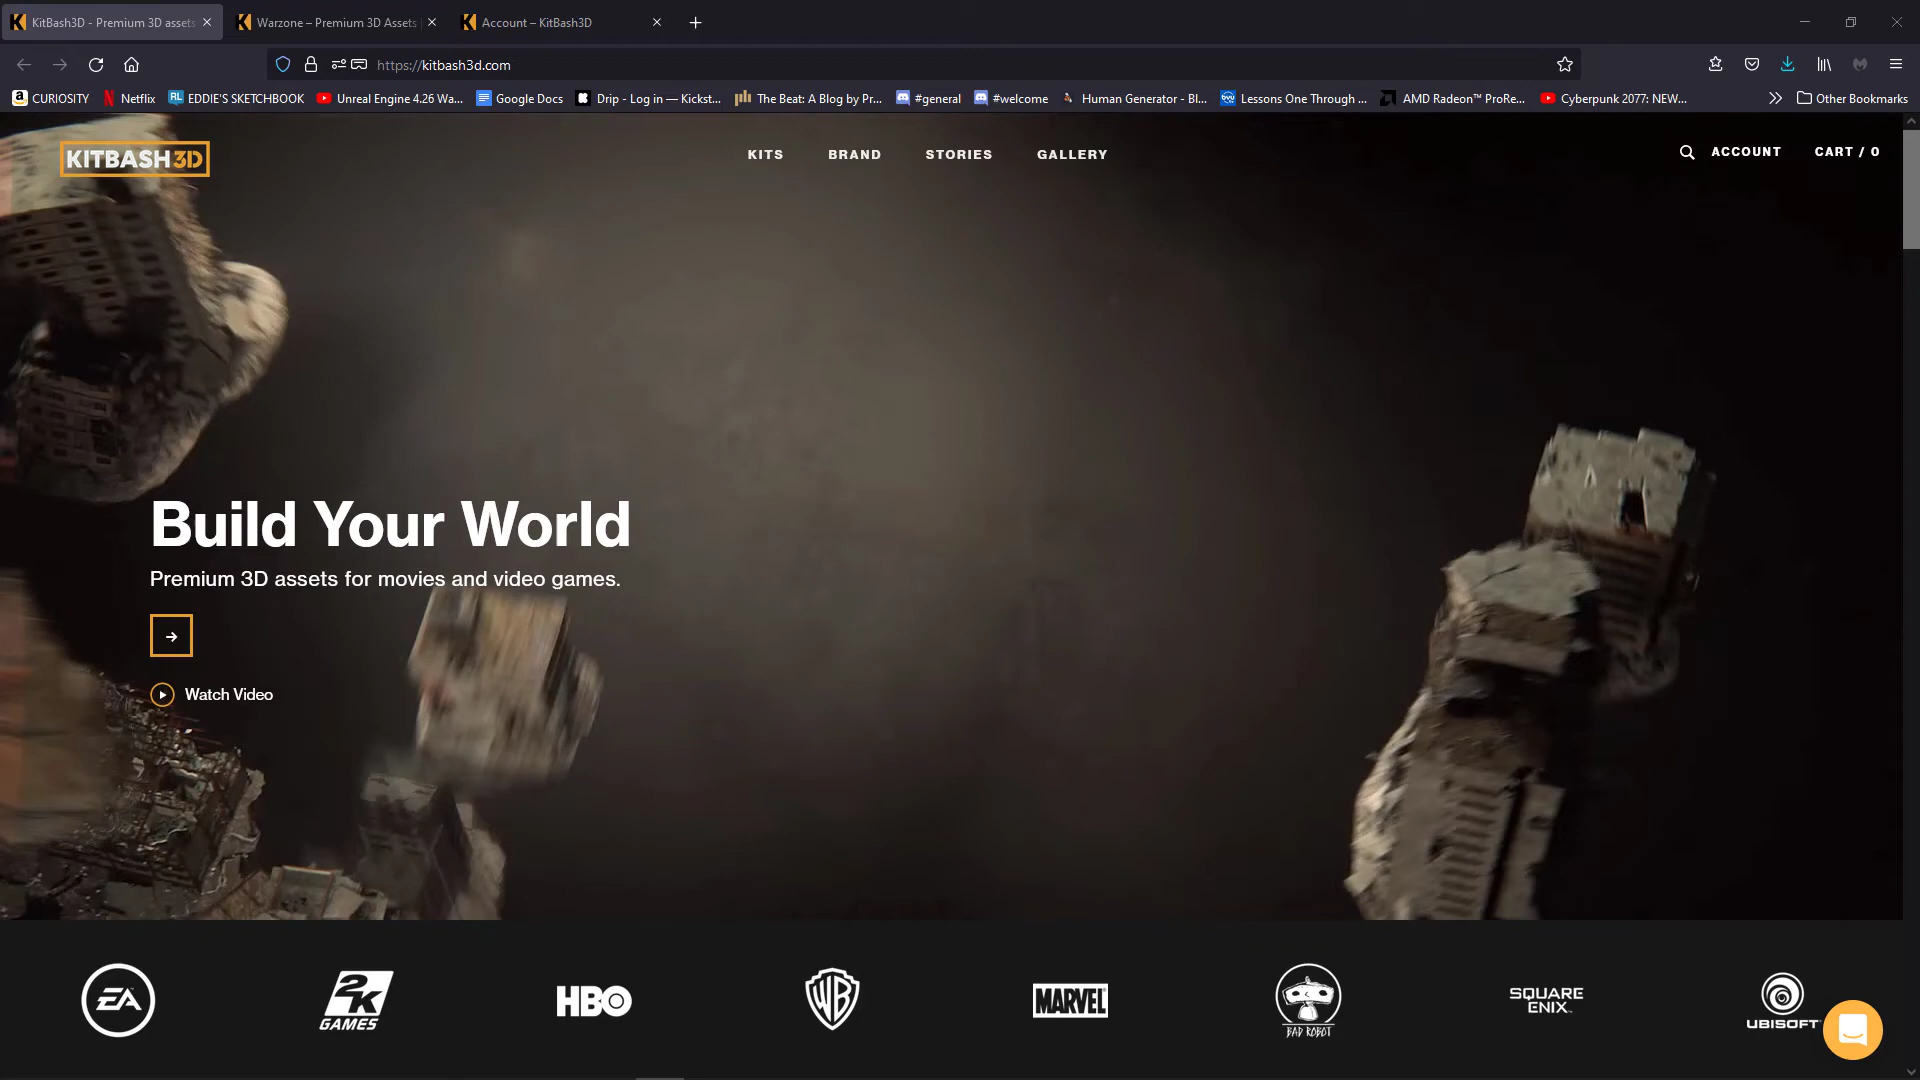 KitBash3D - Premium 3D assets
Warzone – Premium 3D Assets
Account – KitBash3D
https://kitbash3d.com
CURIOSITY
Netflix
EDDIE'S SKETCHBOOK
Unreal Engine 4.26 Wa...
Google Docs
Drip - Log in — Kickst...
The Beat: A Blog by Pr...
#general
#welcome
Human Generator - Bl...
Lessons One Through ...
AMD Radeon™ ProRe...
Cyberpunk 2077: NEW...
Other Bookmarks
KITBASH 3D
KITS
BRAND
STORIES
GALLERY
ACCOUNT
CART / 0
Build Your World
Premium 3D assets for movies and video games.
Watch Video
EA
2K
GAMES
HBO
WB
MARVEL
BAD ROBOT
SQUARE
ENIX
UBISOFT